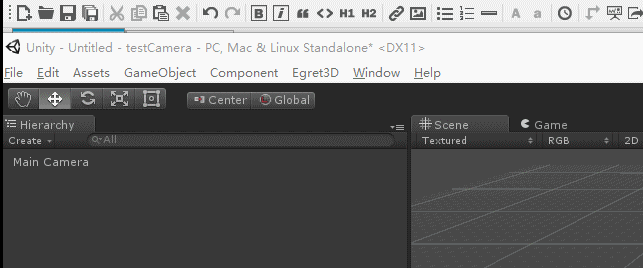 B i <> H1 H2 A a
Unity - Untitled - testCamera - PC, Mac & Linux Standalone* <DX11>
File Edit Assets GameObject Component Egret3D Window Help
Center Global
Hierarchy Scene Game
Create All Textured RGB 2D
Main Camera